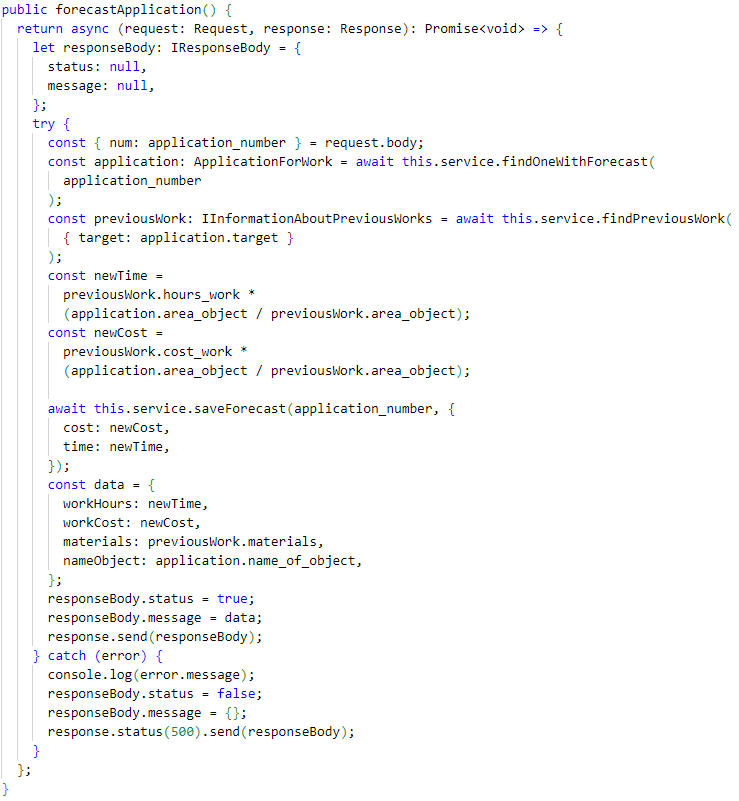 public forecastApplication() {
  return async (request: Request, response: Response): Promise<void> => {
    let responseBody: IResponseBody = {
      status: null,
      message: null,
    };
    try {
      const { num: application_number } = request.body;
      const application: ApplicationForWork = await this.service.findOneWithForecast(
        application_number
      );
      const previousWork: IInformationAboutPreviousWorks = await this.service.findPreviousWork(
        { target: application.target }
      );
      const newTime =
        previousWork.hours_work *
        (application.area_object / previousWork.area_object);
      const newCost =
        previousWork.cost_work *
        (application.area_object / previousWork.area_object);

      await this.service.saveForecast(application_number, {
        cost: newCost,
        time: newTime,
      });
      const data = {
        workHours: newTime,
        workCost: newCost,
        materials: previousWork.materials,
        nameObject: application.name_of_object,
      };
      responseBody.status = true;
      responseBody.message = data;
      response.send(responseBody);
    } catch (error) {
      console.log(error.message);
      responseBody.status = false;
      responseBody.message = {};
      response.status(500).send(responseBody);
    }
  };
}